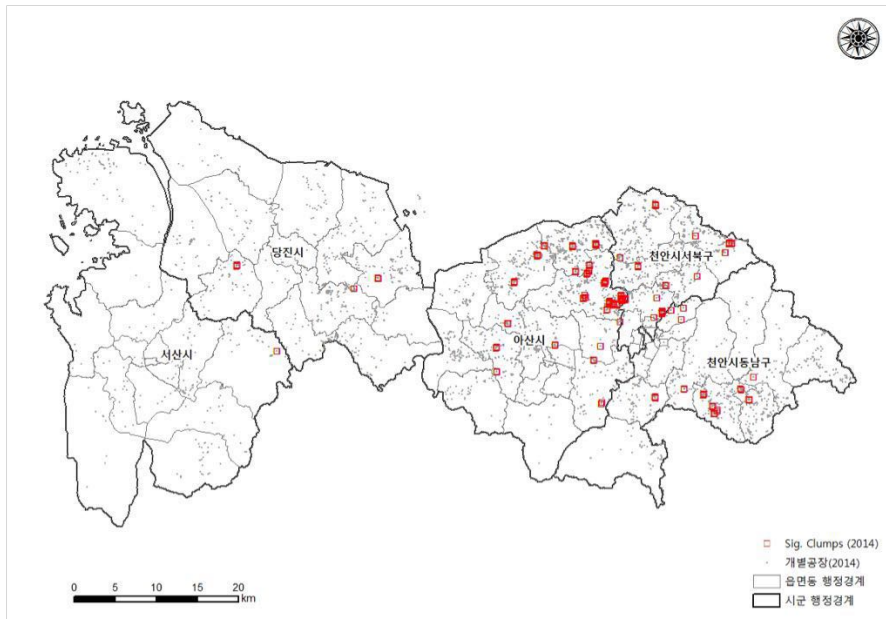 당진시
천안시서북구
서산시
아산시
천안시동남구
Sig. Clumps (2014)
개별공장(2014)
읍면동 행정경계
시군 행정경계
0 5 10 15 20
km